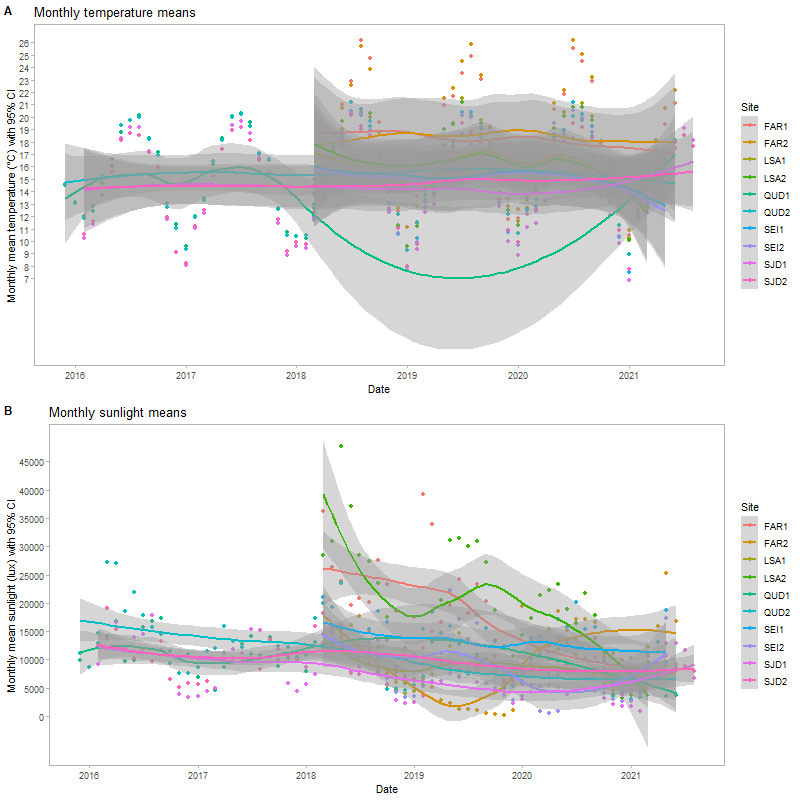 A
Monthly temperature means
Monthly mean temperature (°C) with 95% CI
26
25
24
23
22
21
20
19
18
17
16
15
14
13
12
11
10
9
8
7
2016
2017
2018
2019
2020
2021
Date
Site
FAR1
FAR2
LSA1
LSA2
QUD1
QUD2
SEI1
SEI2
SJD1
SJD2
B
Monthly sunlight means
Monthly mean sunlight (lux) with 95% CI
45000
40000
35000
30000
25000
20000
15000
10000
5000
0
2016
2017
2018
2019
2020
2021
Date
Site
FAR1
FAR2
LSA1
LSA2
QUD1
QUD2
SEI1
SEI2
SJD1
SJD2